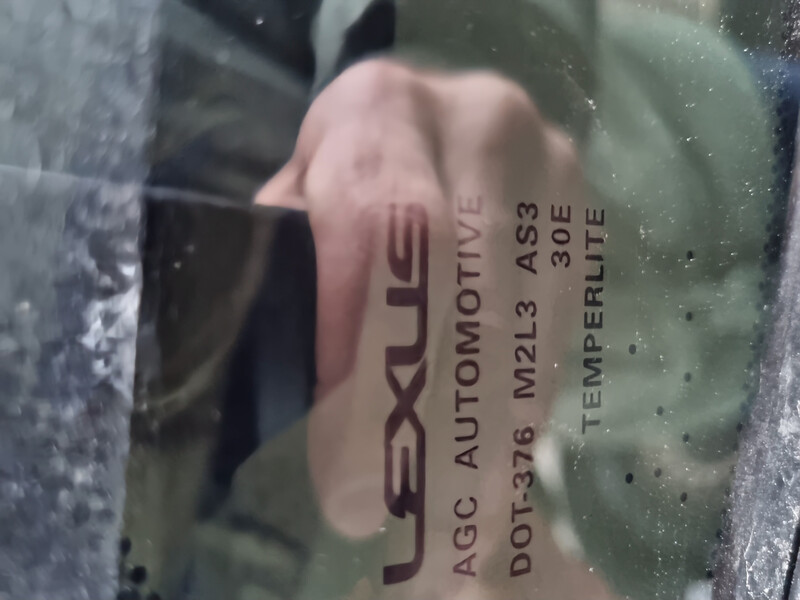 LEXUS
AGC AUTOMOTIVE
DOT-376 M2L3 AS3
30E
TEMPERLITE